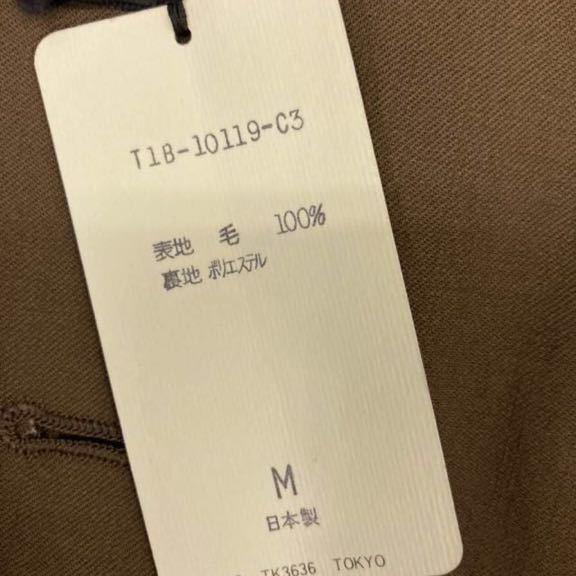 T1B-10119-C3
表地 毛 100%
裏地 ポリエステル
M
日本製
TK3636 TOKYO